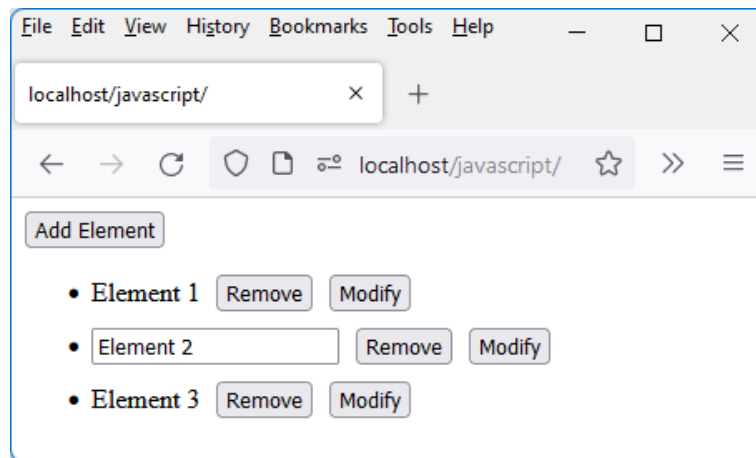 File Edit View History Bookmarks Tools Help
localhost/javascript/
localhost/javascript/
Add Element
Element 1 Remove Modify
Element 2 Remove Modify
Element 3 Remove Modify